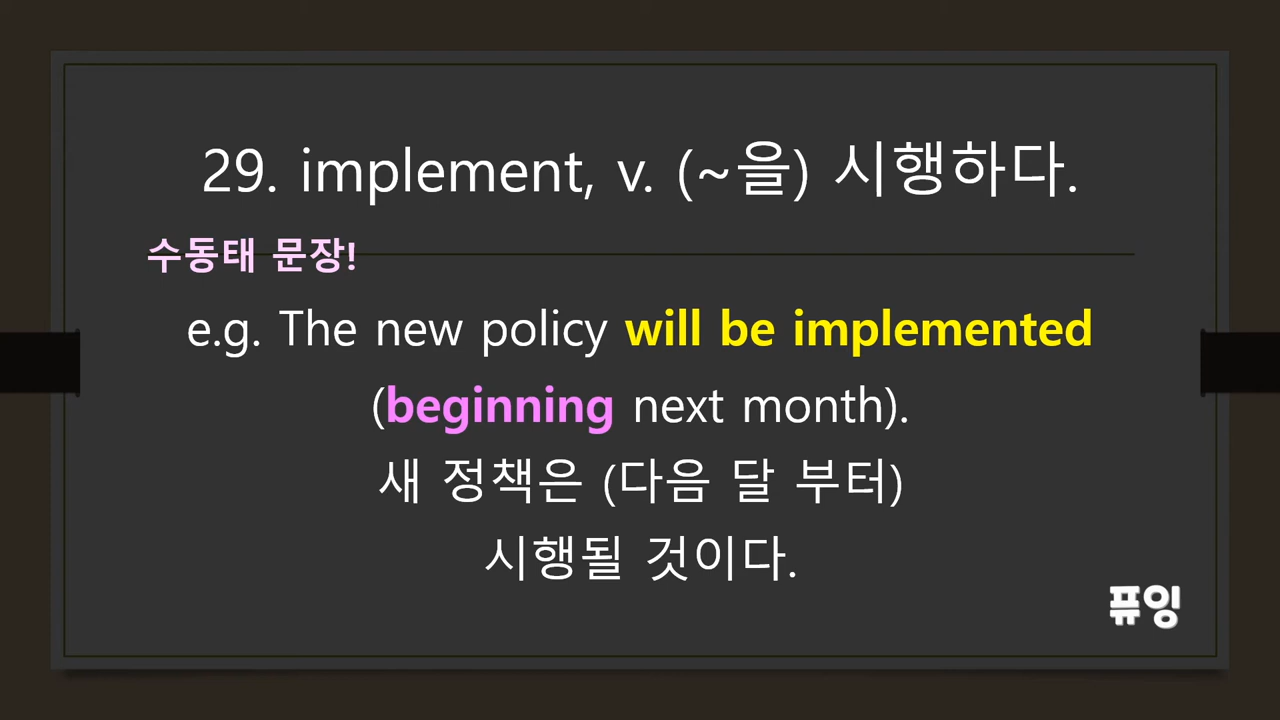 29. implement, v. (~을) 시행하다.
수동태 문장!
e.g. The new policy will be implemented
(beginning next month).
새 정책은 (다음 달 부터)
시행될 것이다.
퓨잉